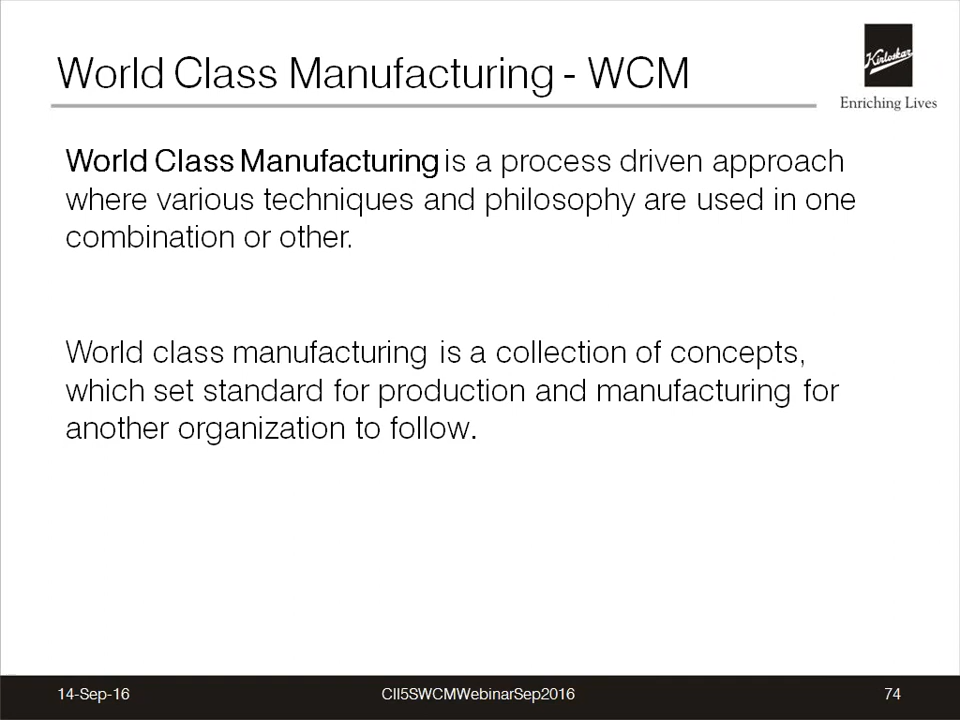 World Class Manufacturing - WCM
Kirloskar
Enriching Lives
World Class Manufacturing is a process driven approach
where various techniques and philosophy are used in one
combination or other.
World class manufacturing is a collection of concepts,
which set standard for production and manufacturing for
another organization to follow.
14-Sep-16
CII5SWCMWebinarSep2016
74